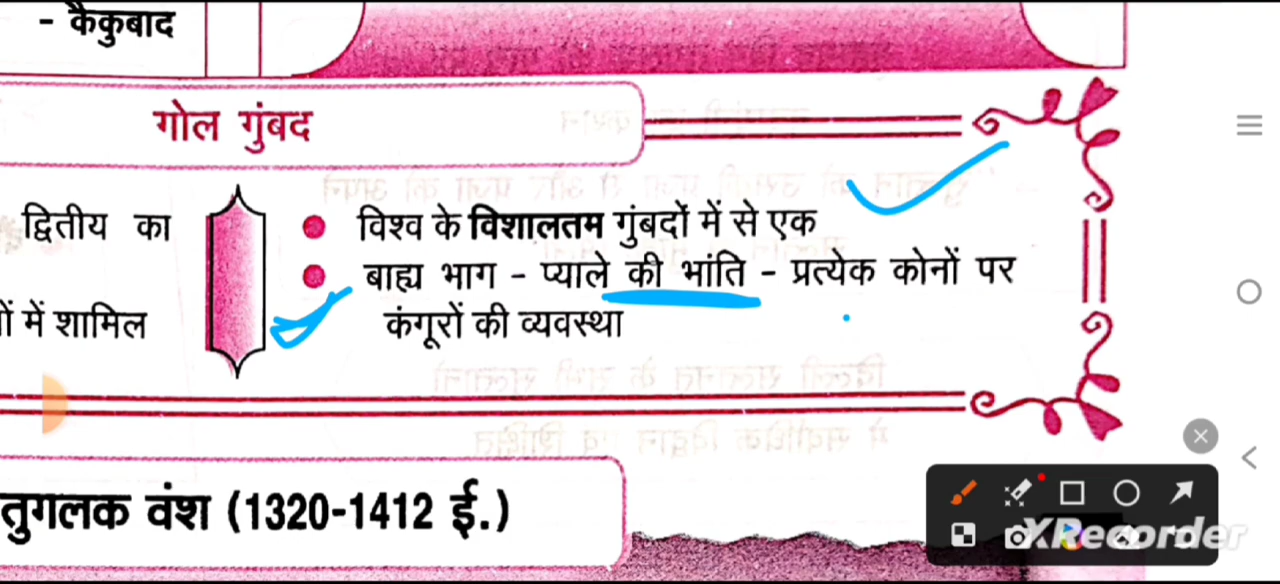 - कैकुबाद
गोल गुंबद
द्वितीय का
में शामिल
विश्व के विशालतम गुंबदों में से एक
बाह्य भाग - प्याले की भांति - प्रत्येक कोनों पर
कंगूरों की व्यवस्था
तुगलक वंश (1320-1412 ई.)
XRecorder